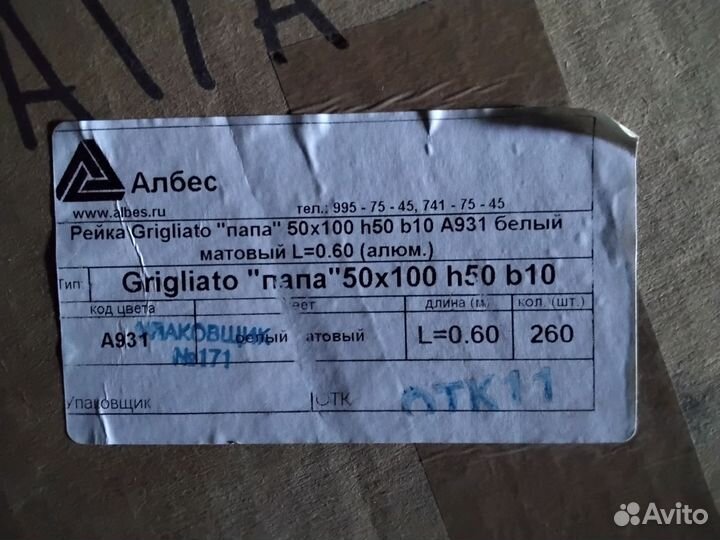 Албес
www.albes.ru
тел.: 995 - 75 - 45, 741 - 75 - 45
Рейка Grigliato "папа" 50x100 h50 b10 A931 белый
матовый L=0.60 (алюм.)
Тип: Grigliato "папа"50x100 h50 b10
код цвета
длина (м)
кол. (шт.)
A931
белый матовый
L=0.60
260
УПАКОВЩИК
№171
Упаковщик
ОТК
ОТК11
Avito